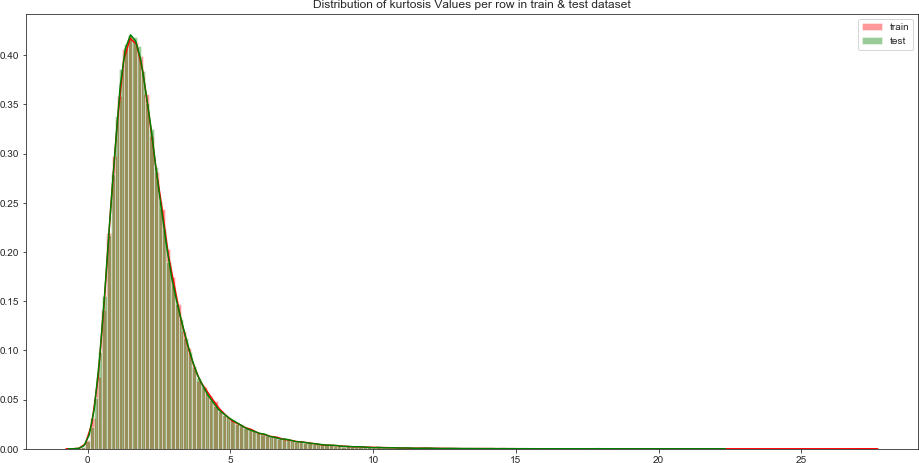 Distribution of kurtosis Values per row in train & test dataset
train
test
0.40
0.35
0.30
0.25
0.20
0.15
0.10
0.05
0.00
0 5 10 15 20 25